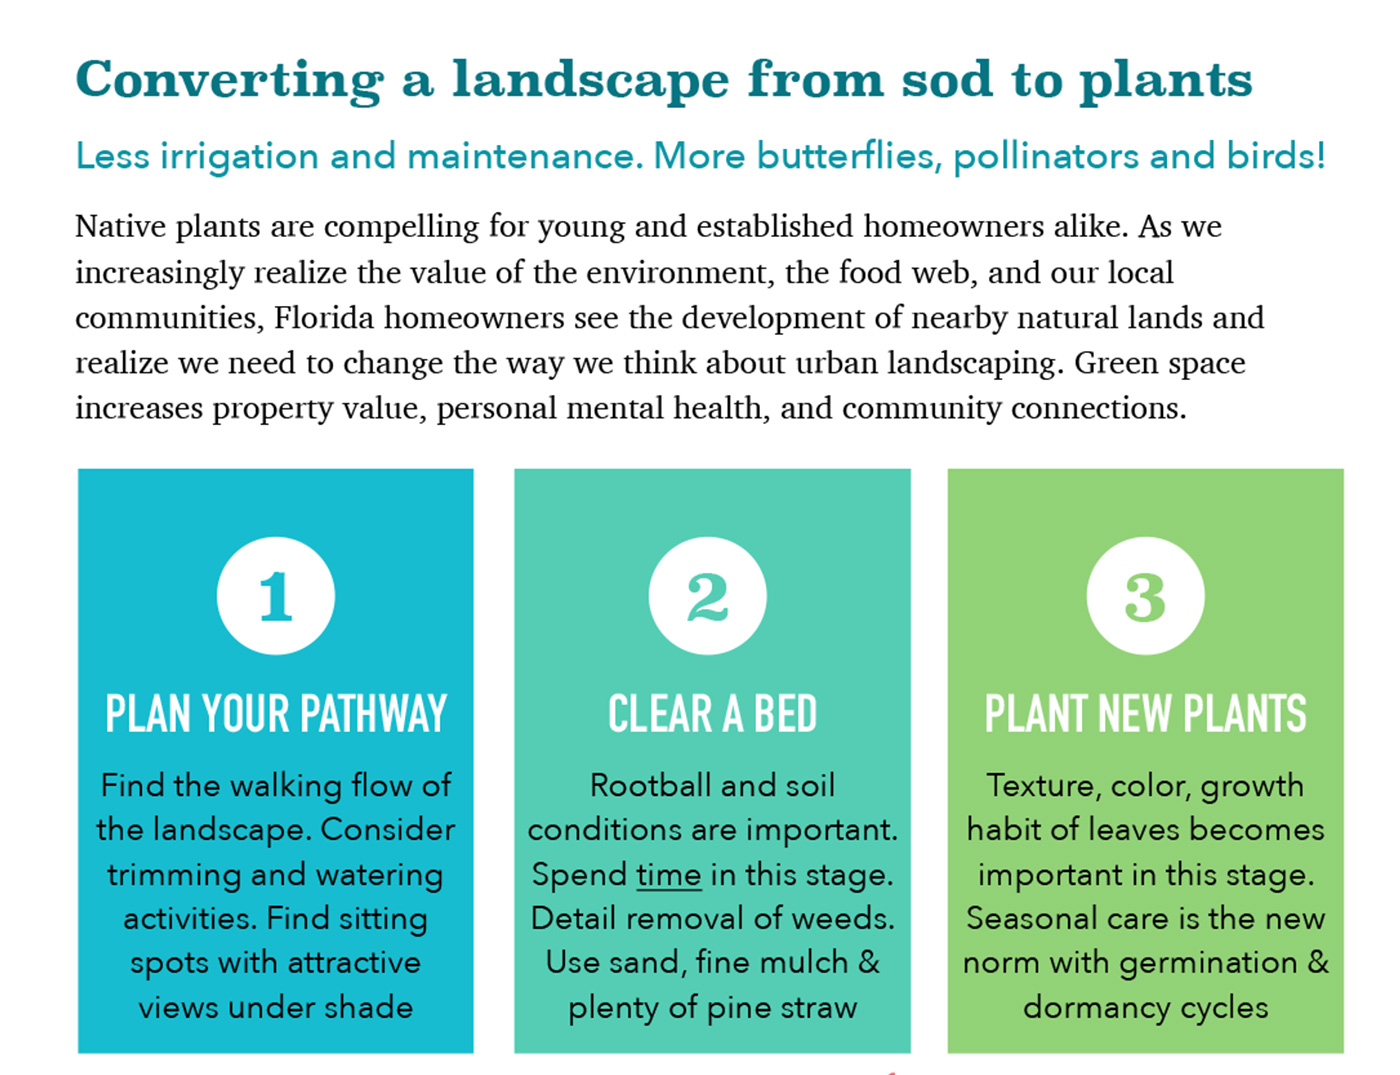 Converting a landscape from sod to plants
Less irrigation and maintenance. More butterflies, pollinators and birds!
Native plants are compelling for young and established homeowners alike. As we
increasingly realize the value of the environment, the food web, and our local
communities, Florida homeowners see the development of nearby natural lands and
realize we need to change the way we think about urban landscaping. Green space
increases property value, personal mental health, and community connections.
1
PLAN YOUR PATHWAY
Find the walking flow of
the landscape. Consider
trimming and watering
activities. Find sitting
spots with attractive
views under shade
2
CLEAR A BED
Rootball and soil
conditions are important.
Spend time in this stage.
Detail removal of weeds.
Use sand, fine mulch &
plenty of pine straw
3
PLANT NEW PLANTS
Texture, color, growth
habit of leaves becomes
important in this stage.
Seasonal care is the new
norm with germination &
dormancy cycles